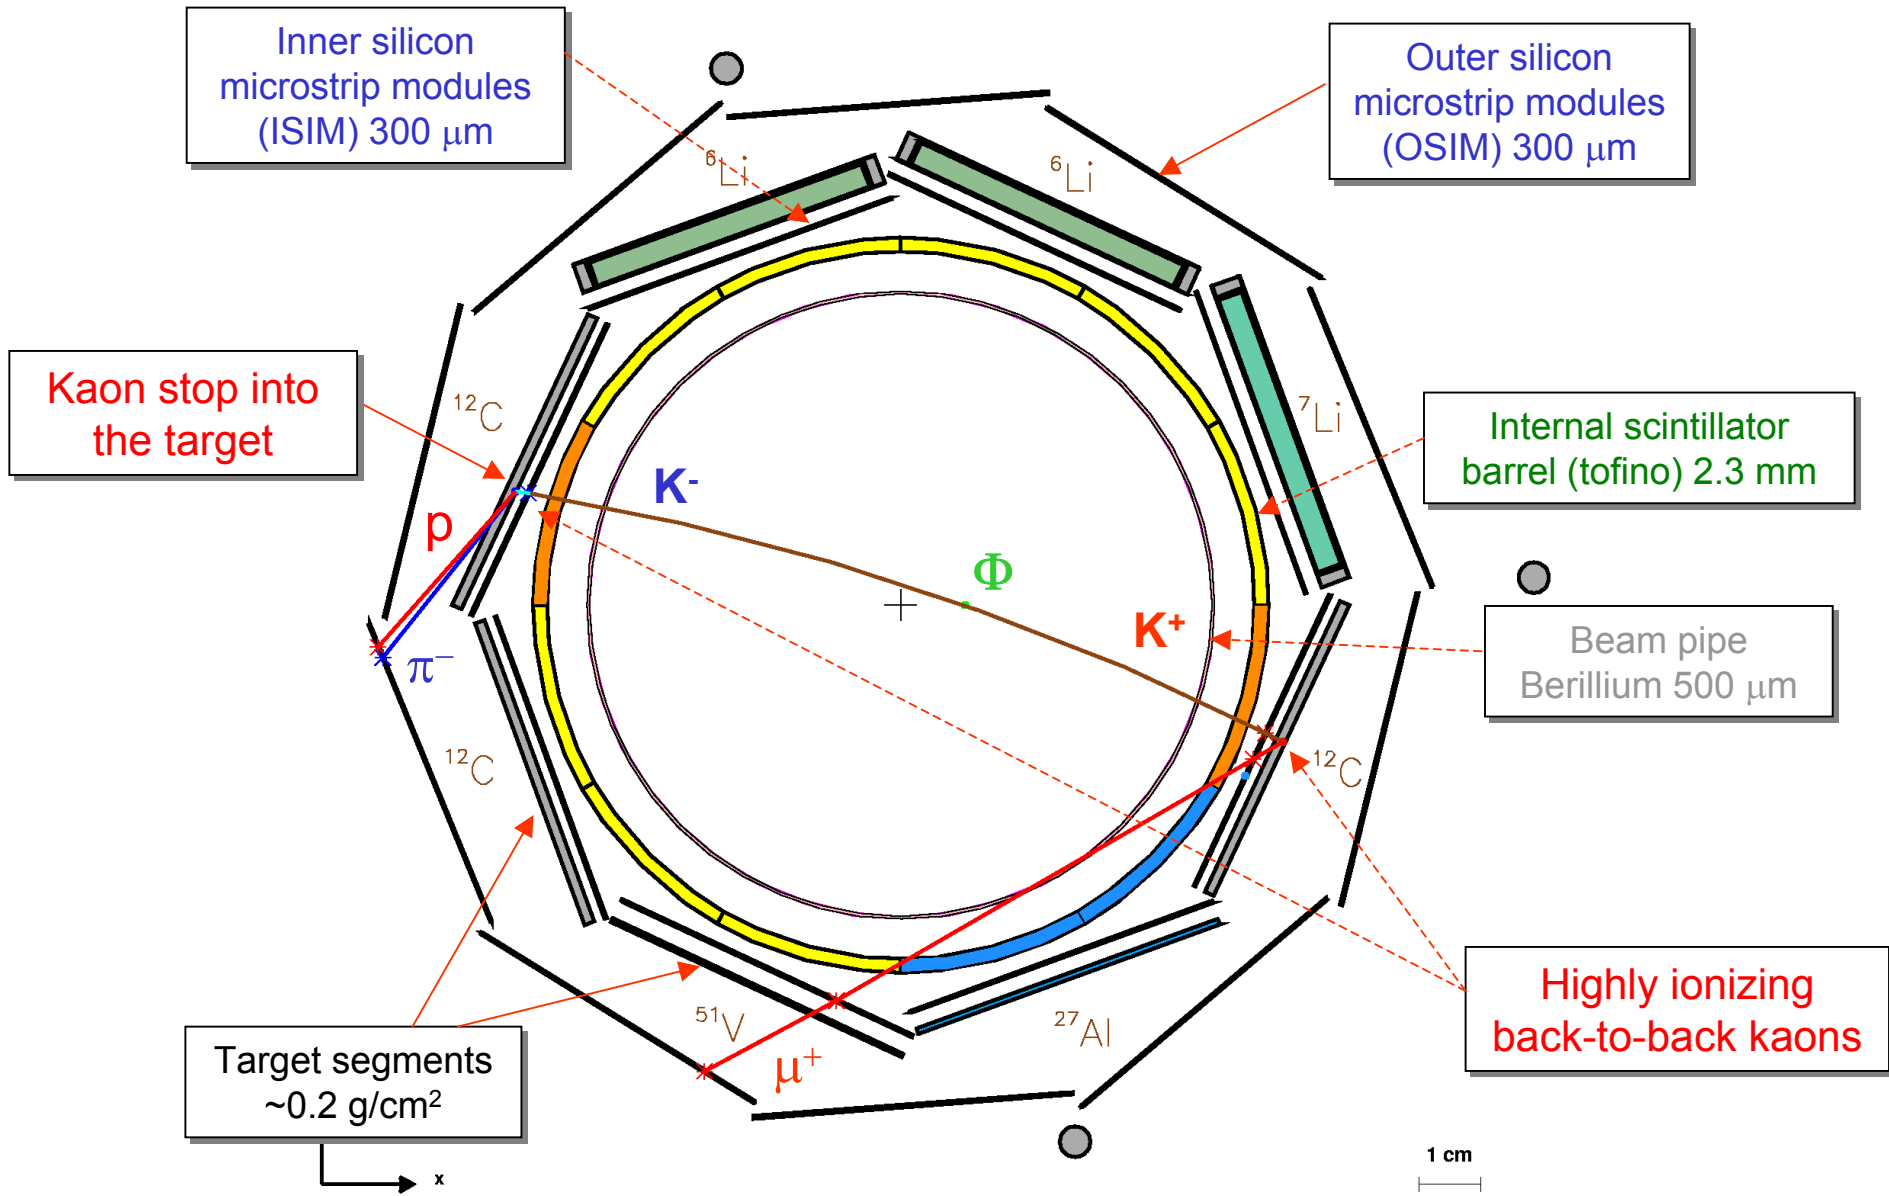 Inner silicon
microstrip modules
(ISIM) 300 μm
Outer silicon
microstrip modules
(OSIM) 300 μm
⁶Li
⁶Li
Kaon stop into
the target
¹²C
⁷Li
Internal scintillator
barrel (tofino) 2.3 mm
K⁻
p
Φ
K⁺
π⁻
Beam pipe
Berillium 500 μm
¹²C
¹²C
⁵¹V
²⁷Al
μ⁺
Highly ionizing
back-to-back kaons
Target segments
~0.2 g/cm²
x
1 cm